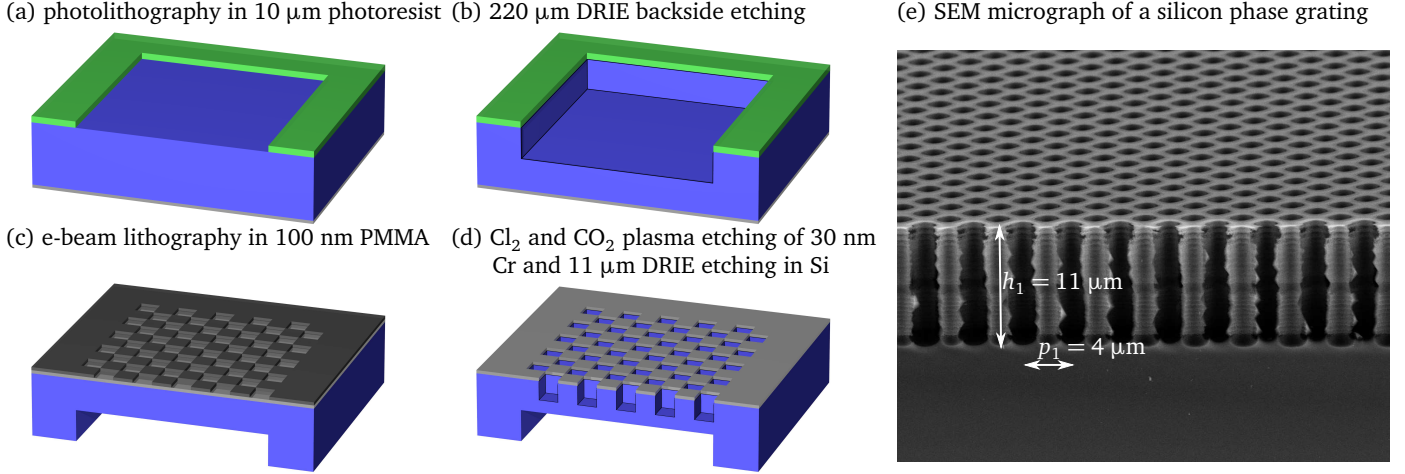 (a) photolithography in 10 μm photoresist
(b) 220 μm DRIE backside etching
(c) e-beam lithography in 100 nm PMMA
(d) Cl₂ and CO₂ plasma etching of 30 nm
Cr and 11 μm DRIE etching in Si
(e) SEM micrograph of a silicon phase grating
h₁ = 11 μm
p₁ = 4 μm